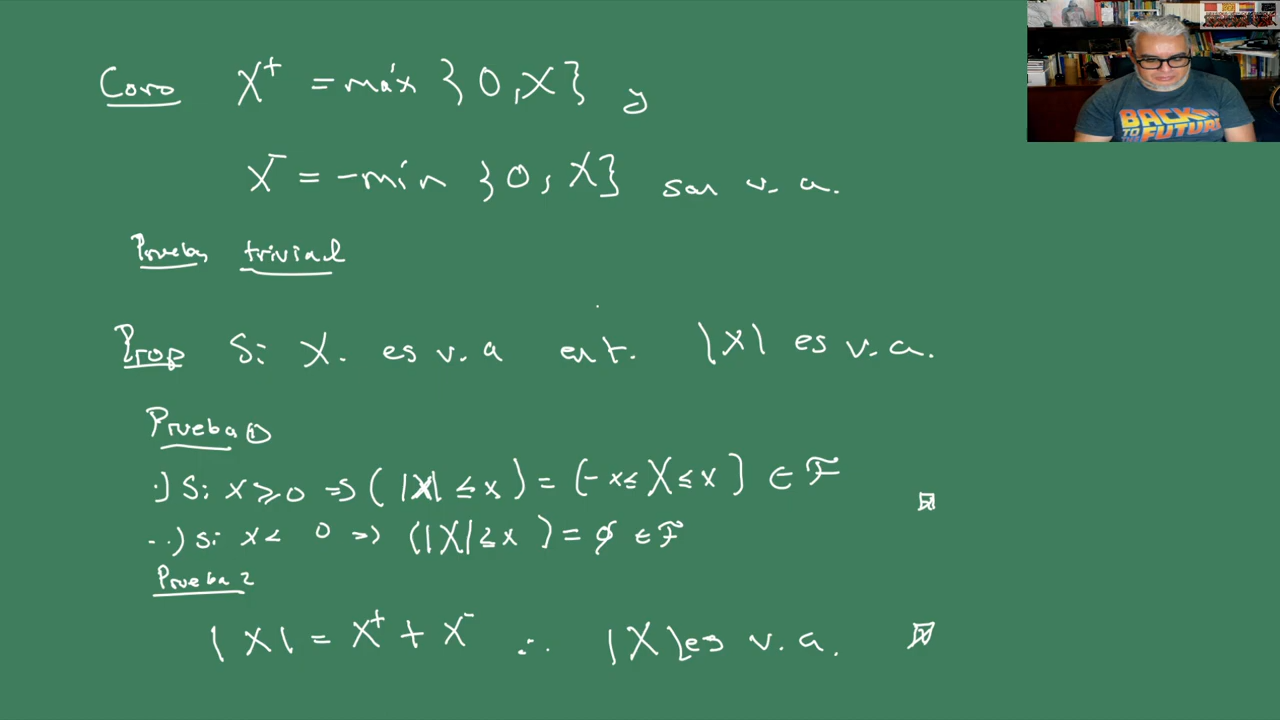 Coro X⁺ = máx {0, X} y
X⁻ = -min {0, X} son v. a.
Prueba trivial
Prop Si X. es v. a ent. |X| es v. a.
Prueba ①
·) Si x ≥ 0 ⇒ (|X| ≤ x) = (-x ≤ X ≤ x) ∈ ℱ
··) Si x < 0 ⇒ (|X| ≤ x) = ∅ ∈ ℱ
Prueba 2
|X| = X⁺ + X⁻ ∴ |X| es v. a.
BACK
TO THE FUTURE